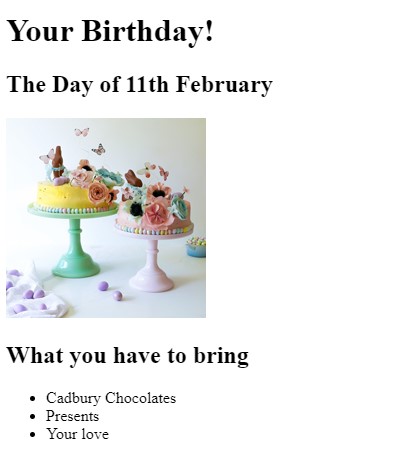 Your Birthday!
The Day of 11th February
What you have to bring
Cadbury Chocolates
Presents
Your love